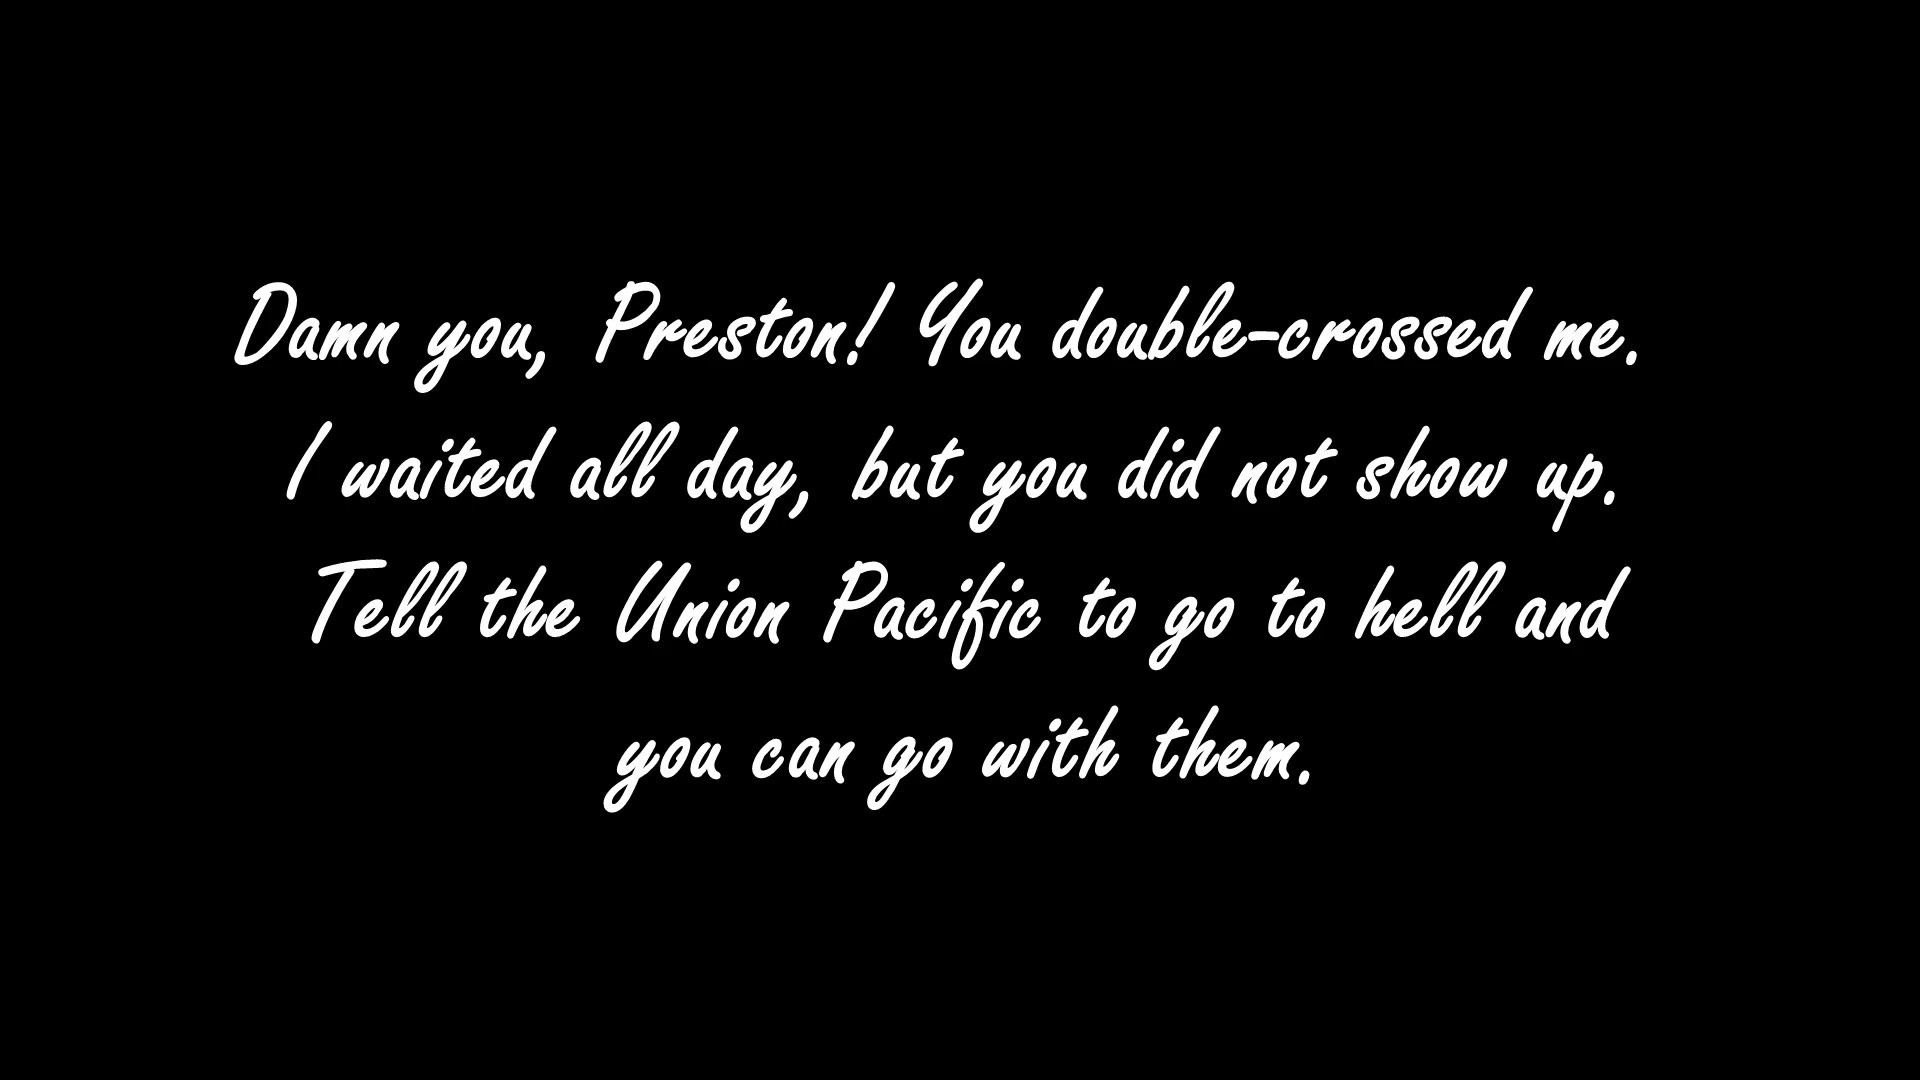 Damn you, Preston! You double-crossed me.
I waited all day, but you did not show up.
Tell the Union Pacific to go to hell and
you can go with them.